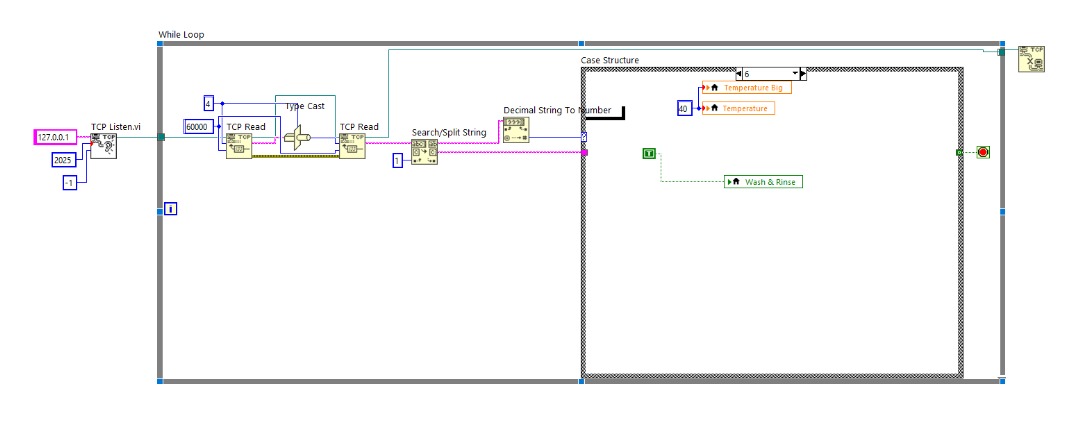 While Loop
Case Structure
6
Temperature Big
40
Temperature
4
Type Cast
Decimal String To Number
60000
TCP Listen.vi
TCP Read
TCP Read
Search/Split String
127.0.0.1
2025
1
-1
T
Wash & Rinse
i
TCP
TCP
TCP
TCP
?